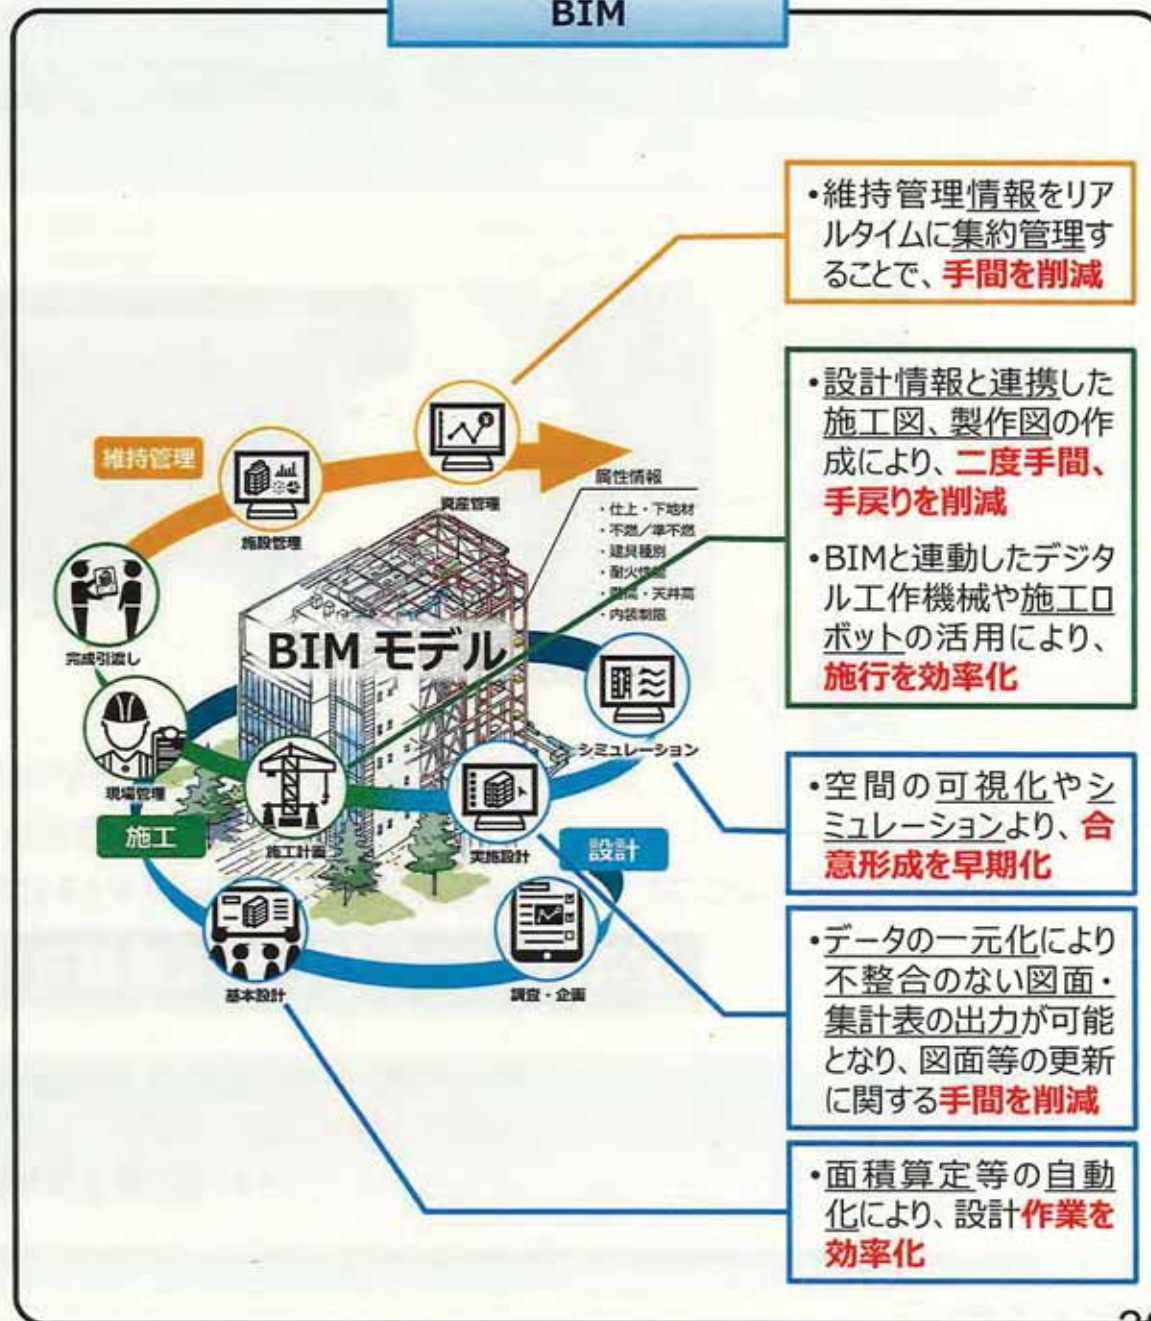 BIM
・維持管理情報をリア
ルタイムに集約管理す
ることで、手間を削減
・設計情報と連携した
施工図、製作図の作
成により、二度手間、
手戻りを削減
・BIMと連動したデジタ
ル工作機械や施工ロ
ボットの活用により、
施行を効率化
・空間の可視化やシ
ミュレーションより、合
意形成を早期化
・データの一元化により
不整合のない図面・
集計表の出力が可能
となり、図面等の更新
に関する手間を削減
・面積算定等の自動
化により、設計作業を
効率化
維持管理
資産管理
施設管理
属性情報
・仕上・下地材
・不燃/準不燃
・建具種別
・耐火
・天井高
・内装制限
完成引渡し
BIM モデル
シミュレーション
現場管理
施工
施工計画
実施設計
設計
基本設計
調査・企画